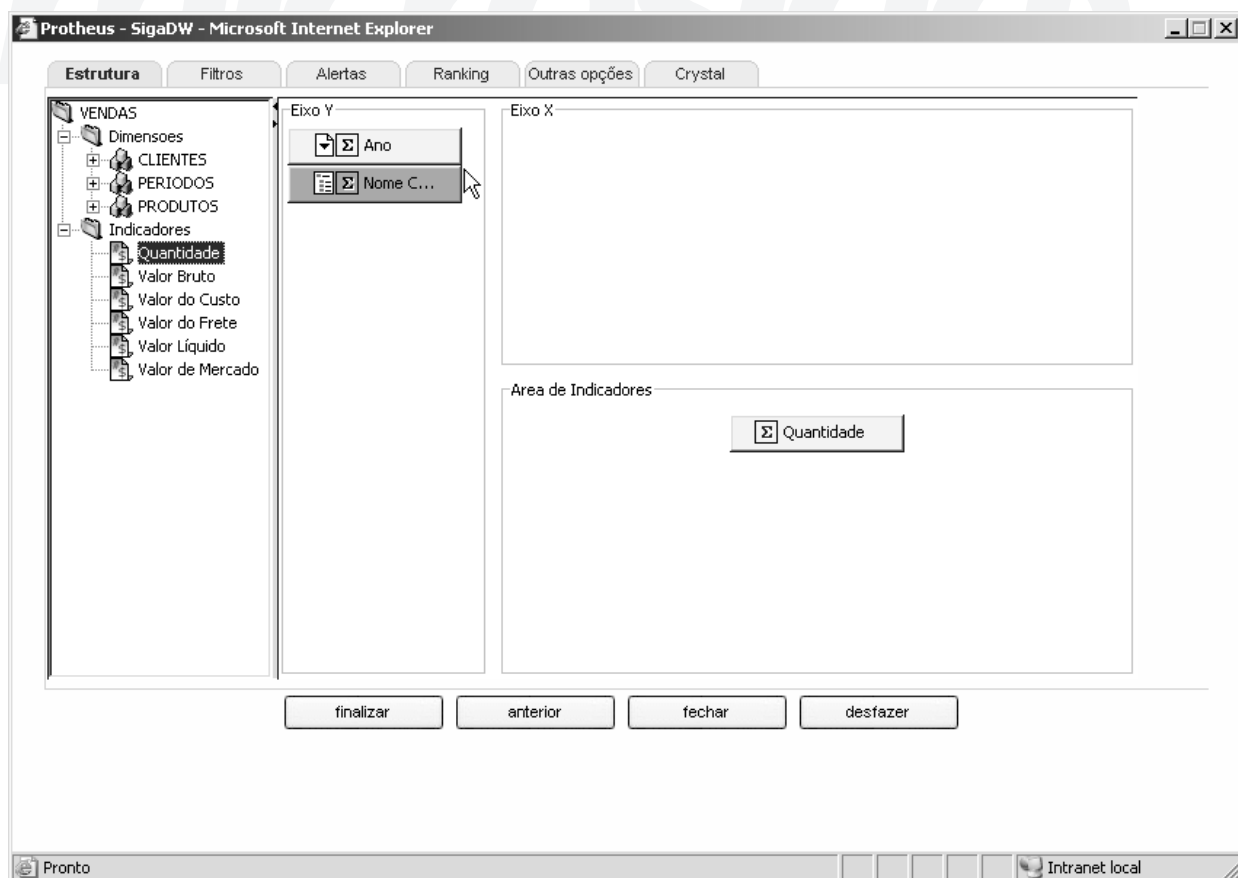 Protheus - SigaDW - Microsoft Internet Explorer
Estrutura Filtros Alertas Ranking Outras opções Crystal
VENDAS
Dimensoes
CLIENTES
PERIODOS
PRODUTOS
Indicadores
Quantidade
Valor Bruto
Valor do Custo
Valor do Frete
Valor Líquido
Valor de Mercado
Eixo Y
Σ Ano
Σ Nome C...
Eixo X
Area de Indicadores
Σ Quantidade
finalizar anterior fechar desfazer
Pronto
Intranet local